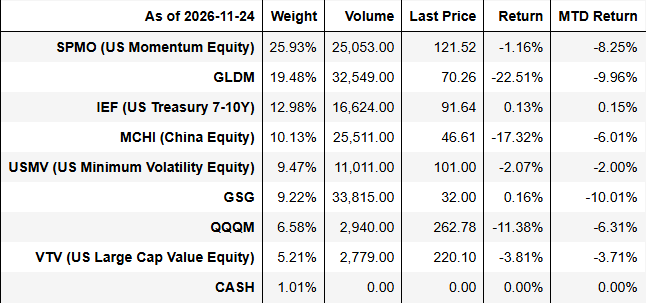 As of 2026-11-24 Weight Volume Last Price Return MTD Return
SPMO (US Momentum Equity) 25.93% 25,053.00 121.52 -1.16% -8.25%
GLDM 19.48% 32,549.00 70.26 -22.51% -9.96%
IEF (US Treasury 7-10Y) 12.98% 16,624.00 91.64 0.13% 0.15%
MCHI (China Equity) 10.13% 25,511.00 46.61 -17.32% -6.01%
USMV (US Minimum Volatility Equity) 9.47% 11,011.00 101.00 -2.07% -2.00%
GSG 9.22% 33,815.00 32.00 0.16% -10.01%
QQQM 6.58% 2,940.00 262.78 -11.38% -6.31%
VTV (US Large Cap Value Equity) 5.21% 2,779.00 220.10 -3.81% -3.71%
CASH 1.01% 0.00 0.00 0.00% 0.00%